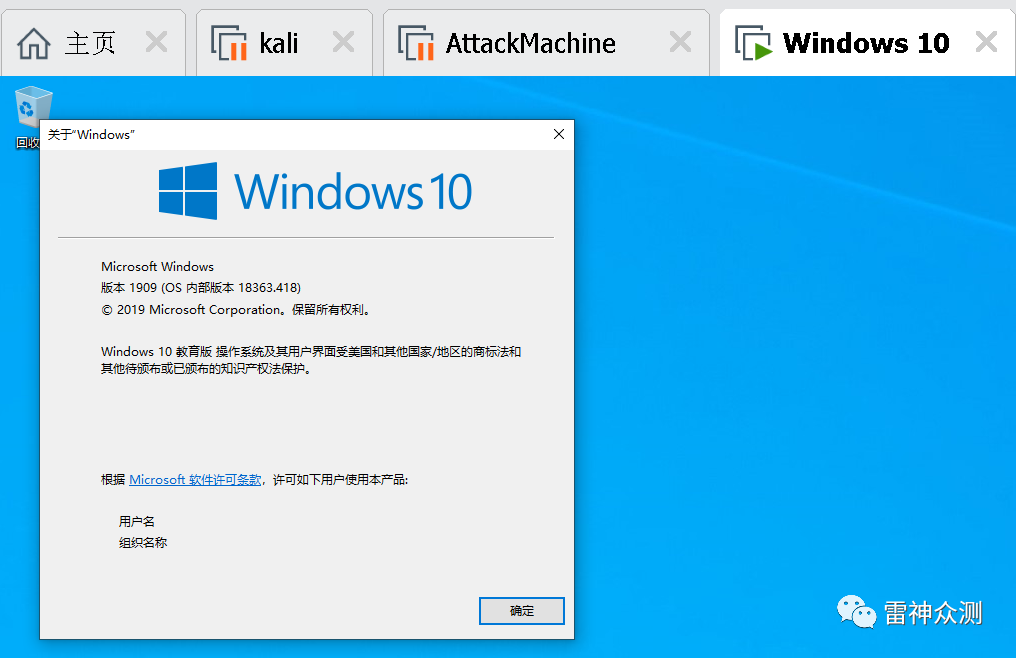 主页
kali
AttackMachine
Windows 10
回收
关于“Windows”
Windows 10
Microsoft Windows
版本 1909 (OS 内部版本 18363.418)
© 2019 Microsoft Corporation。保留所有权利。
Windows 10 教育版 操作系统及其用户界面受美国和其他国家/地区的商标法和
其他待颁布或已颁布的知识产权法保护。
根据 Microsoft 软件许可条款，许可如下用户使用本产品:
用户名
组织名称
确定
雷神众测